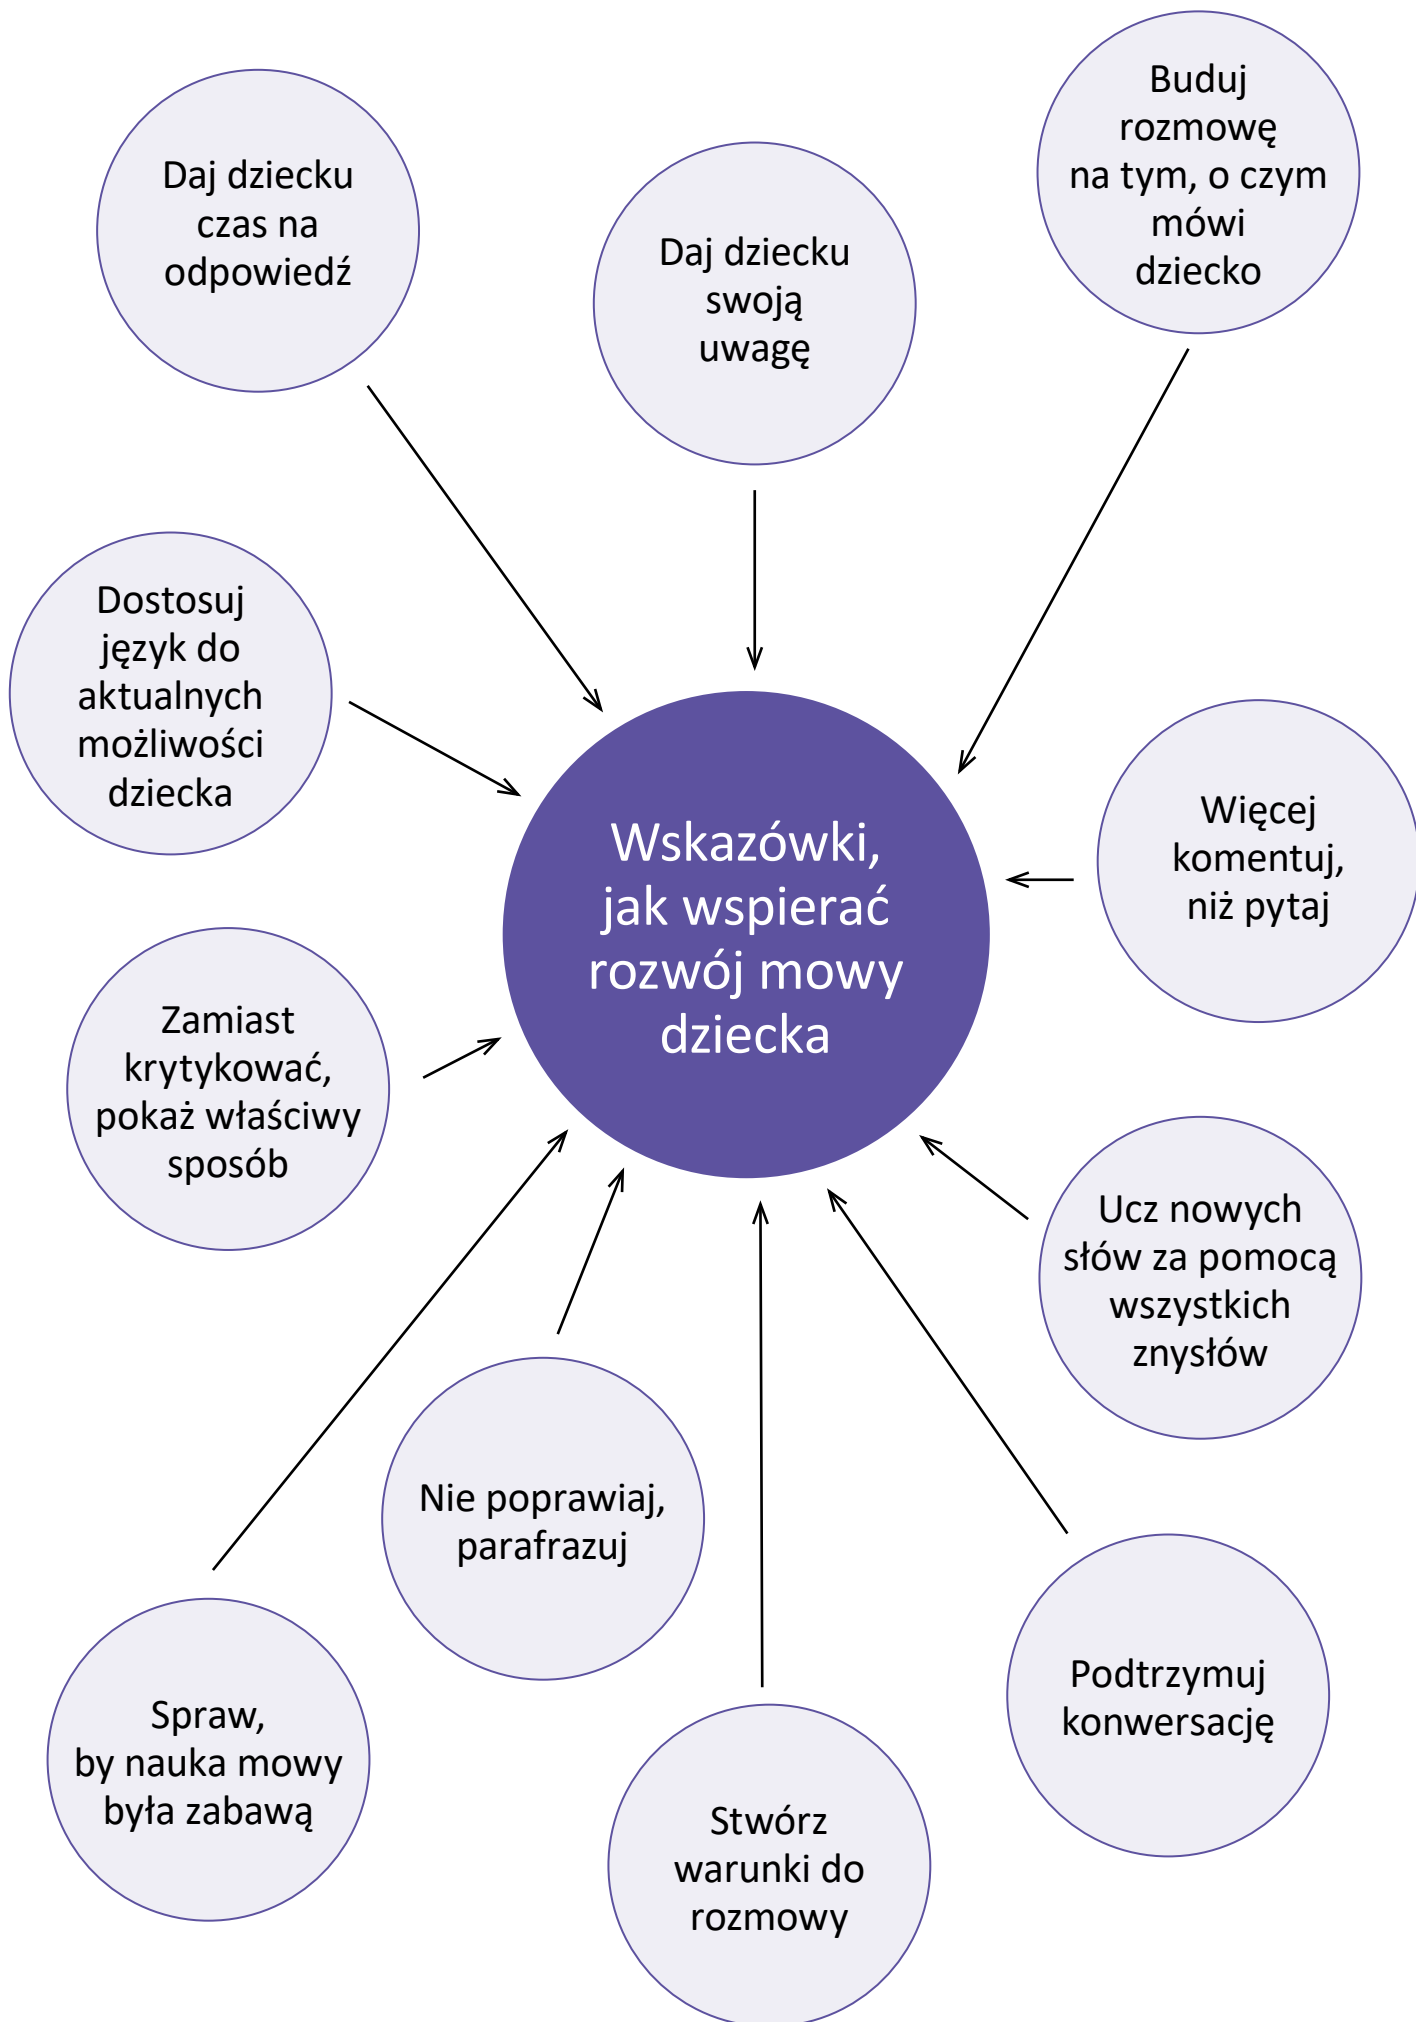 Buduj
rozmowę
na tym, o czym
mówi
dziecko
Daj dziecku
czas na
odpowiedź
Daj dziecku
swoją
uwagę
Dostosuj
język do
aktualnych
możliwości
dziecka
Więcej
komentuj,
niż pytaj
Wskazówki,
jak wspierać
rozwój mowy
dziecka
Zamiast
krytykować,
pokaż właściwy
sposób
Ucz nowych
słów za pomocą
wszystkich
znysłów
Nie poprawiaj,
parafrazuj
Podtrzymuj
konwersację
Spraw,
by nauka mowy
była zabawą
Stwórz
warunki do
rozmowy